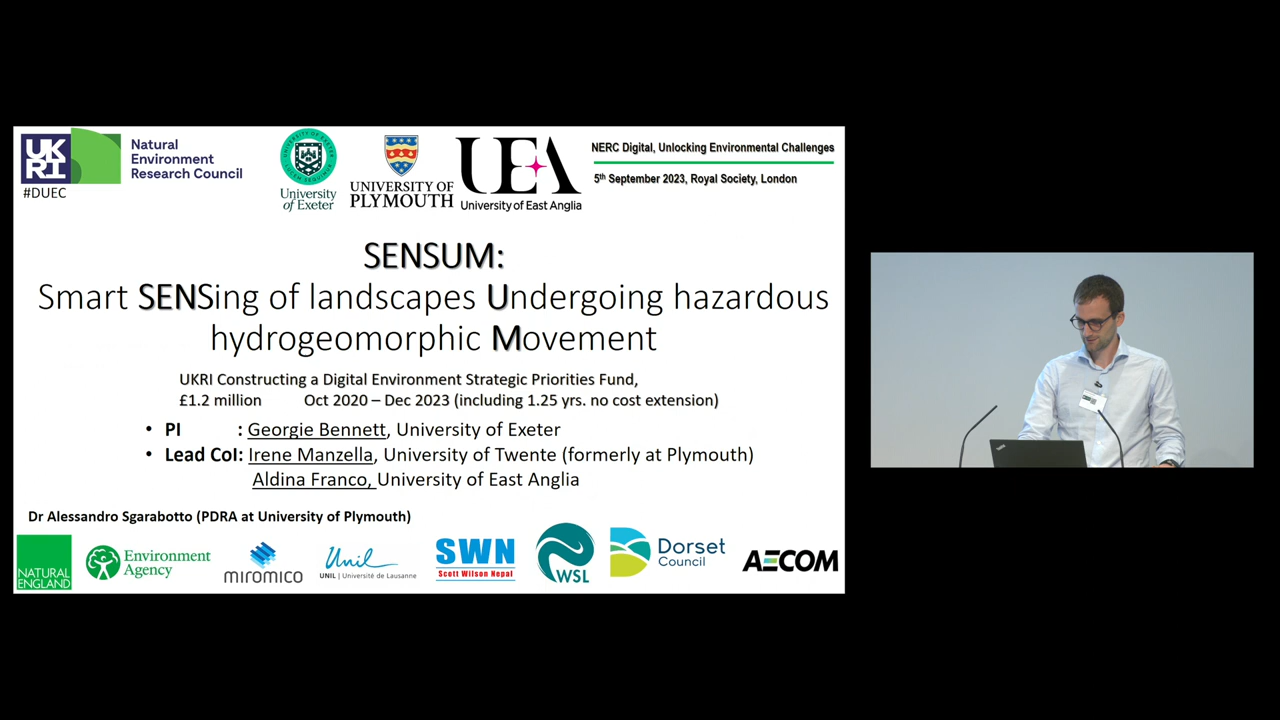 UK
RI
Natural
Environment
Research Council
#DUEC
University
of Exeter
UNIVERSITY OF
PLYMOUTH
UEA
University of East Anglia
NERC Digital, Unlocking Environmental Challenges
5th September 2023, Royal Society, London
SENSUM:
Smart SENSing of landscapes Undergoing hazardous
hydrogeomorphic Movement
UKRI Constructing a Digital Environment Strategic Priorities Fund,
£1.2 million Oct 2020 – Dec 2023 (including 1.25 yrs. no cost extension)
• PI : Georgie Bennett, University of Exeter
• Lead CoI: Irene Manzella, University of Twente (formerly at Plymouth)
Aldina Franco, University of East Anglia
Dr Alessandro Sgarabotto (PDRA at University of Plymouth)
NATURAL
ENGLAND
Environment
Agency
MIROMICO
Unil
UNIL | Université de Lausanne
SWN
Scott Wilson Nepal
WSL
Dorset
Council
AECOM